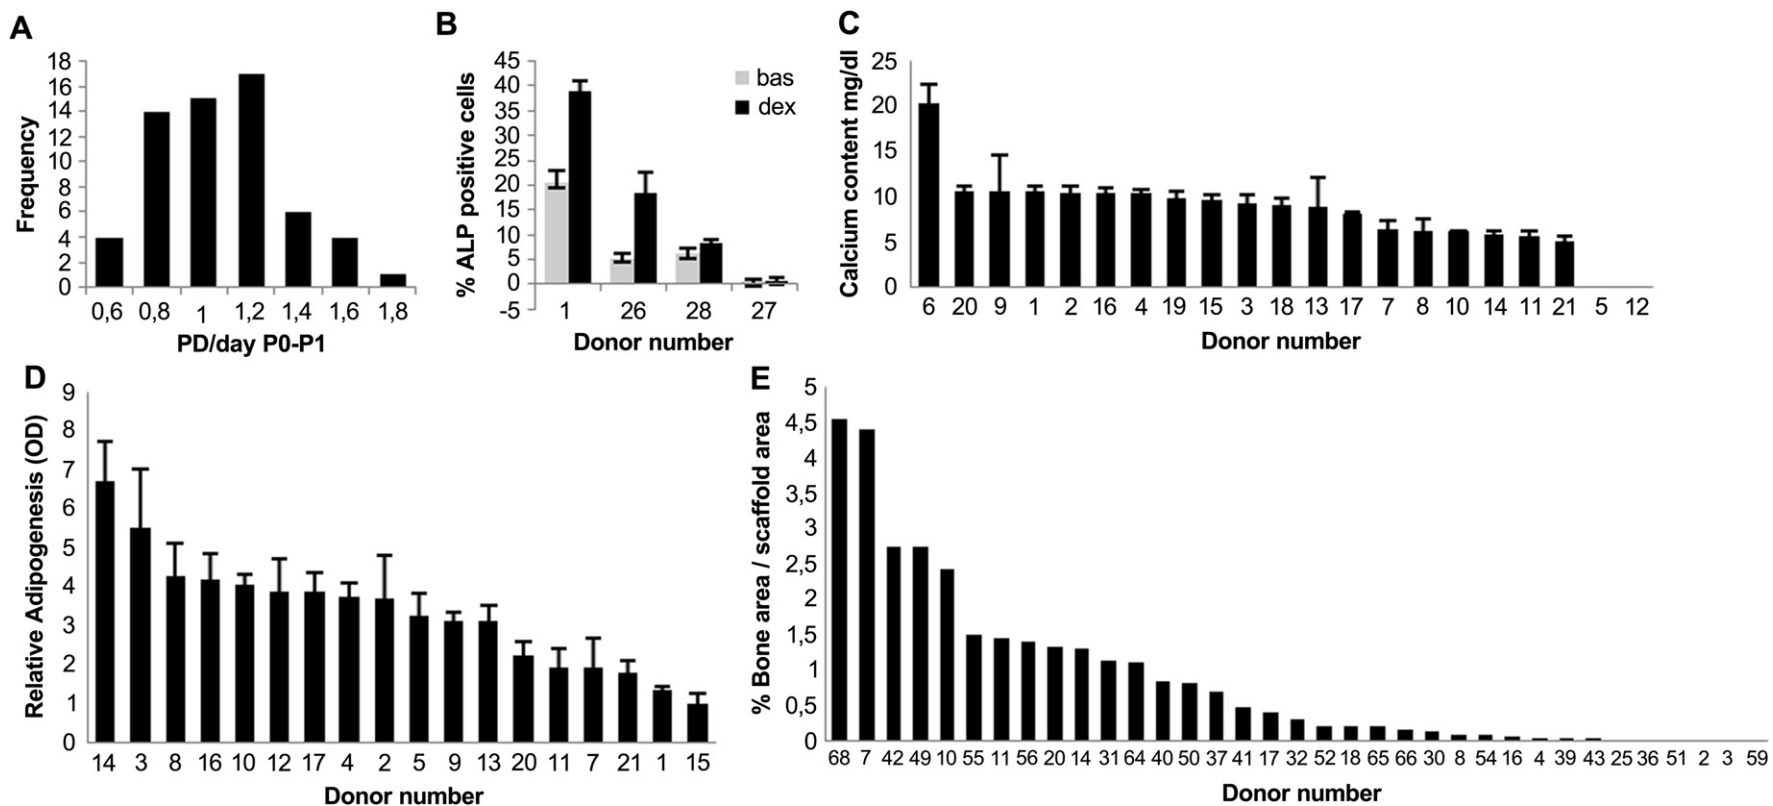 A
Frequency
18
16
14
12
10
8
6
4
2
0
0,6 0,8 1 1,2 1,4 1,6 1,8
PD/day P0-P1
B
% ALP positive cells
45
40
35
30
25
20
15
10
5
0
-5
bas
dex
1 26 28 27
Donor number
C
Calcium content mg/dl
25
20
15
10
5
0
6 20 9 1 2 16 4 19 15 3 18 13 17 7 8 10 14 11 21 5 12
Donor number
D
Relative Adipogenesis (OD)
9
8
7
6
5
4
3
2
1
0
14 3 8 16 10 12 17 4 2 5 9 13 20 11 7 21 1 15
Donor number
E
% Bone area / scaffold area
5
4,5
4
3,5
3
2,5
2
1,5
1
0,5
0
68 7 42 49 10 55 11 56 20 14 31 64 40 50 37 41 17 32 52 18 65 66 30 8 54 16 4 39 43 25 36 51 2 3 59
Donor number